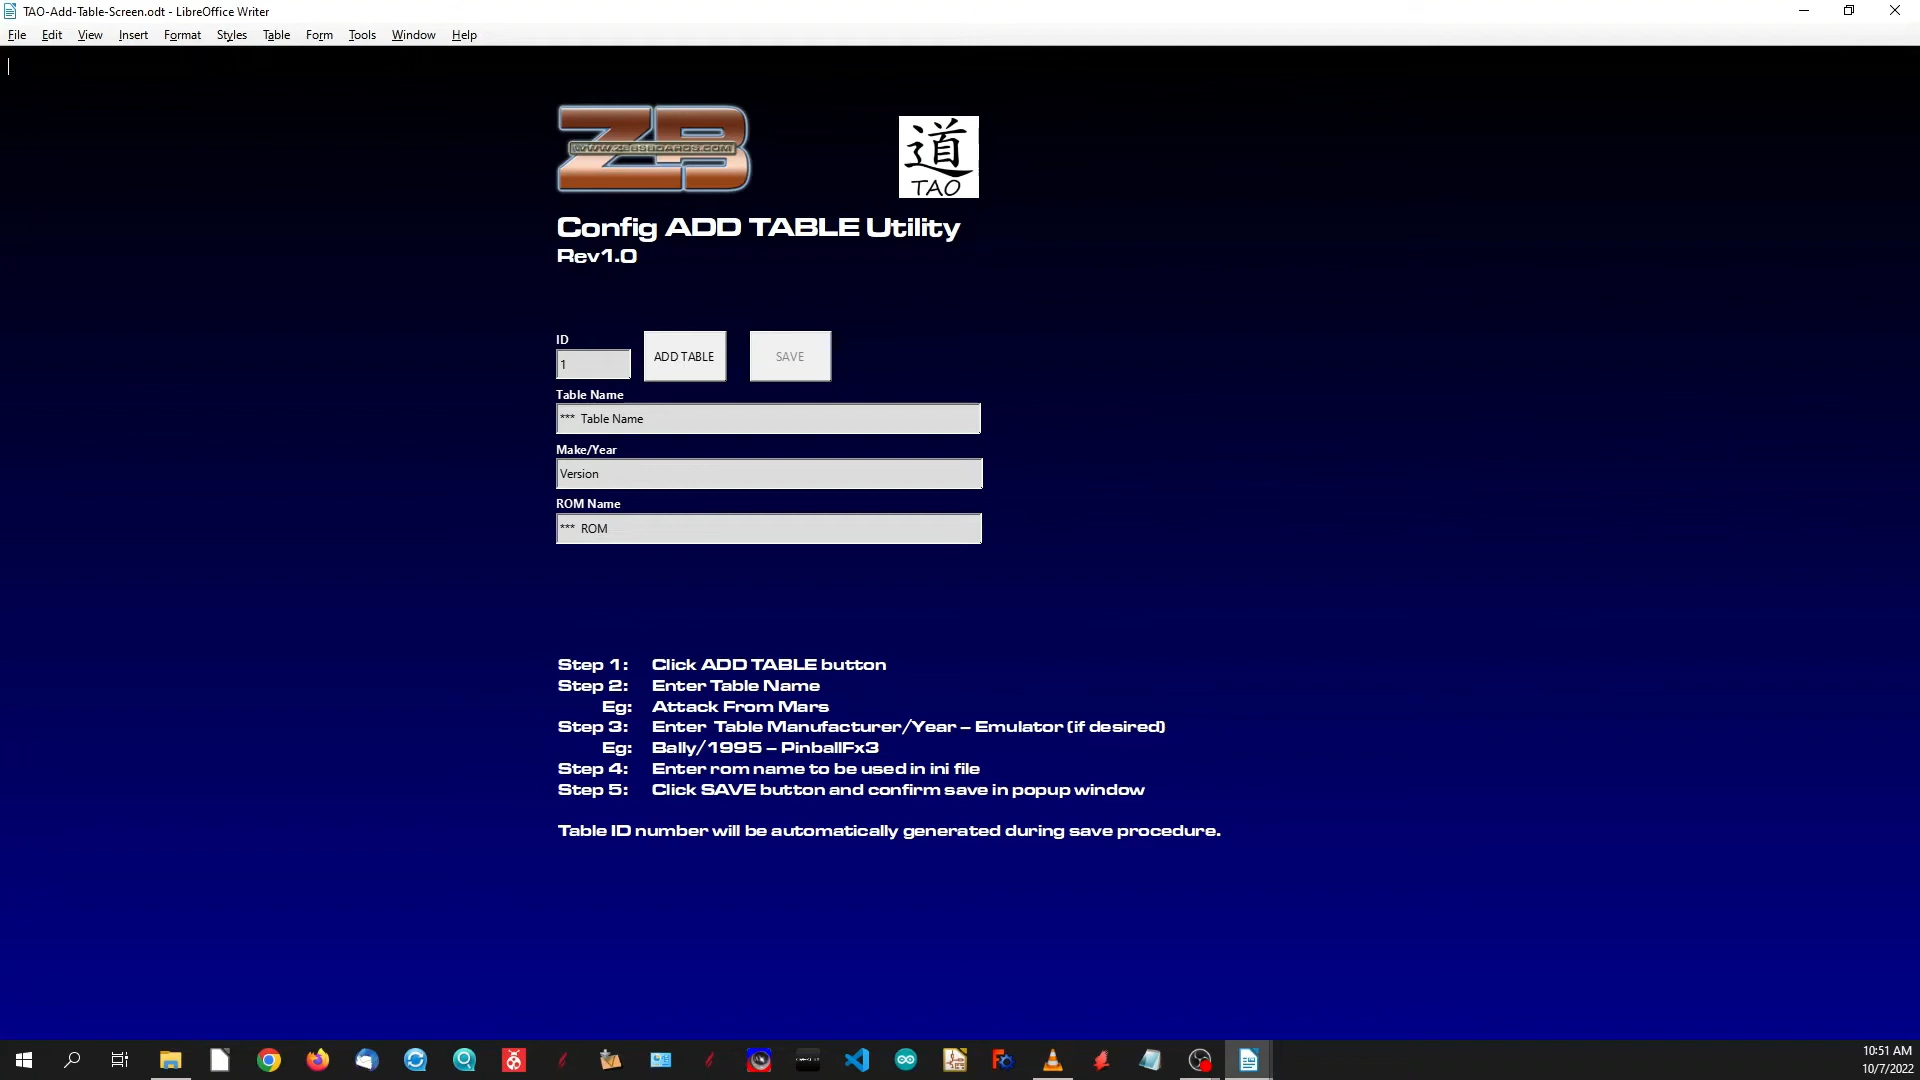 TAO-Add-Table-Screen.odt - LibreOffice Writer
File Edit View Insert Format Styles Table Form Tools Window Help
WWW.ZEBSBOARDS.COM
ZB
道
TAO
Config ADD TABLE Utility
Rev1.0
ID
1
ADD TABLE
SAVE
Table Name
*** Table Name
Make/Year
Version
ROM Name
*** ROM
Step 1: Click ADD TABLE button
Step 2: Enter Table Name
Eg: Attack From Mars
Step 3: Enter Table Manufacturer/Year – Emulator (if desired)
Eg: Bally/1995 – PinballFx3
Step 4: Enter rom name to be used in ini file
Step 5: Click SAVE button and confirm save in popup window
Table ID number will be automatically generated during save procedure.
10:51 AM
10/7/2022